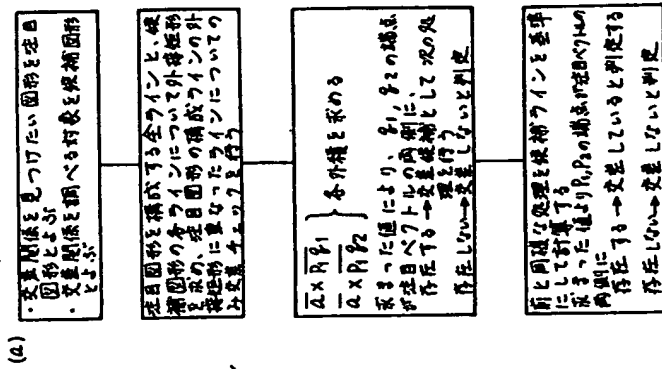 (a)
・交差関係を見つけたい図形を注目
図形とよぶ
・交差関係を調べる対象を候補図形
とよぶ
注目図形を構成する全ラインと、候
補図形の各ラインについて外接矩形
を求め、注目図形の構成ラインの外
接矩形に重なったラインについての
み交差チェックを行う
a×P₁g₁
a×P₁g₂
} 各外積を求める
求まった値により、g₁, g₂の端点
が注目ベクトルの両側に、
存在する→交差候補として次の処
理を行う
存在しない→交差しないと判定
前と同様な処理を候補ラインを基準
にして計算する
求まった値よりP₁,P₂の端点が注目ベクトルの
両側に
存在する→交差していると判定する
存在しない→交差しないと判定